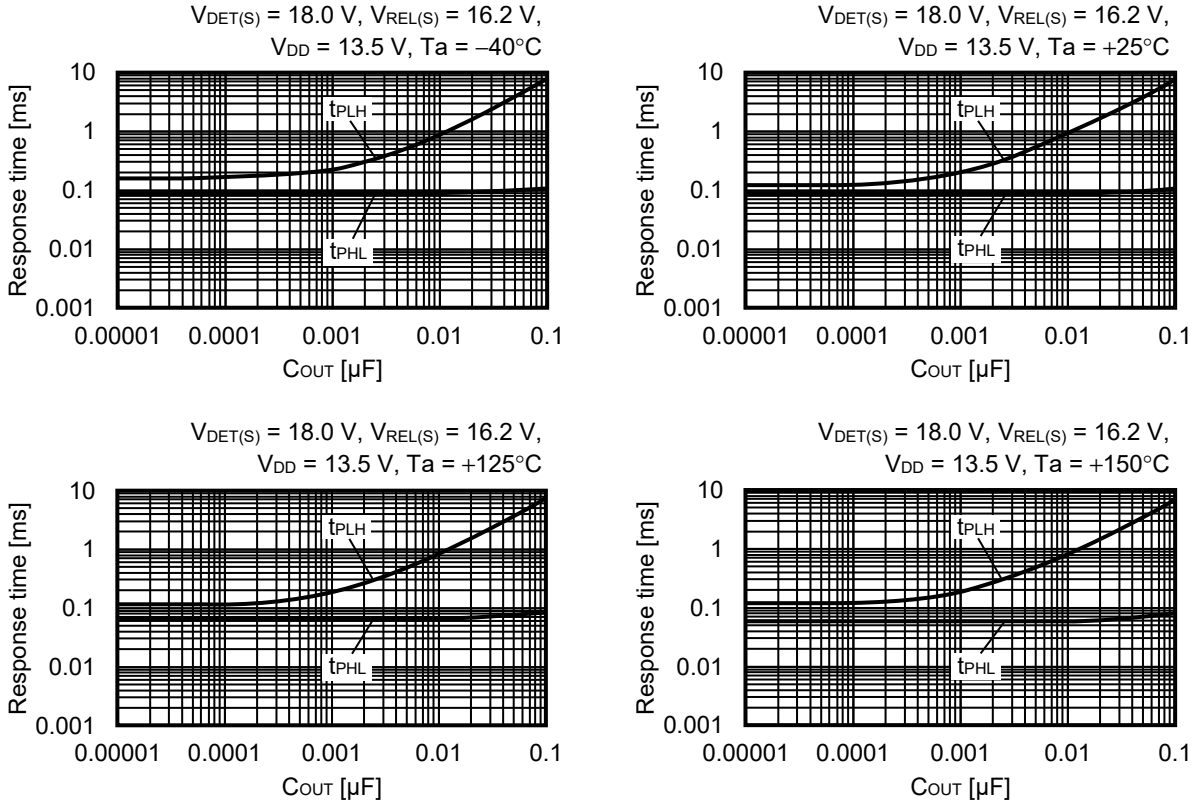 VDET(S) = 18.0 V, VREL(S) = 16.2 V,
VDD = 13.5 V, Ta = −40°C
Response time [ms]
10
1
0.1
0.01
0.001
tPLH
tPHL
0.00001 0.0001 0.001 0.01 0.1
COUT [μF]
VDET(S) = 18.0 V, VREL(S) = 16.2 V,
VDD = 13.5 V, Ta = +25°C
Response time [ms]
10
1
0.1
0.01
0.001
tPLH
tPHL
0.00001 0.0001 0.001 0.01 0.1
COUT [μF]
VDET(S) = 18.0 V, VREL(S) = 16.2 V,
VDD = 13.5 V, Ta = +125°C
Response time [ms]
10
1
0.1
0.01
0.001
tPLH
tPHL
0.00001 0.0001 0.001 0.01 0.1
COUT [μF]
VDET(S) = 18.0 V, VREL(S) = 16.2 V,
VDD = 13.5 V, Ta = +150°C
Response time [ms]
10
1
0.1
0.01
0.001
tPLH
tPHL
0.00001 0.0001 0.001 0.01 0.1
COUT [μF]